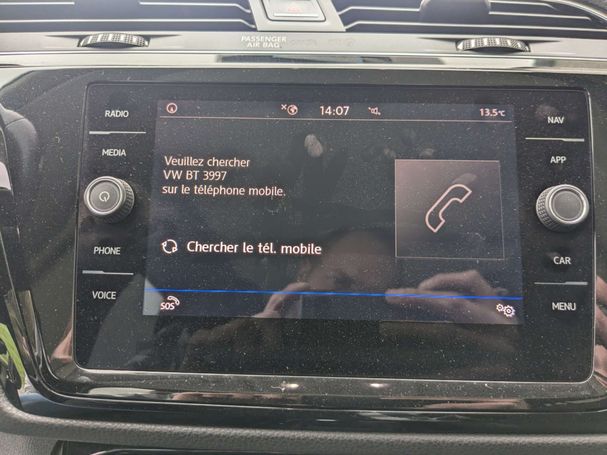 PASSENGER
AIR BAG
RADIO
MEDIA
PHONE
VOICE
14:07
13.5°C
Veuillez chercher
VW BT 3997
sur le téléphone mobile.
Chercher le tél. mobile
SOS
NAV
APP
CAR
MENU